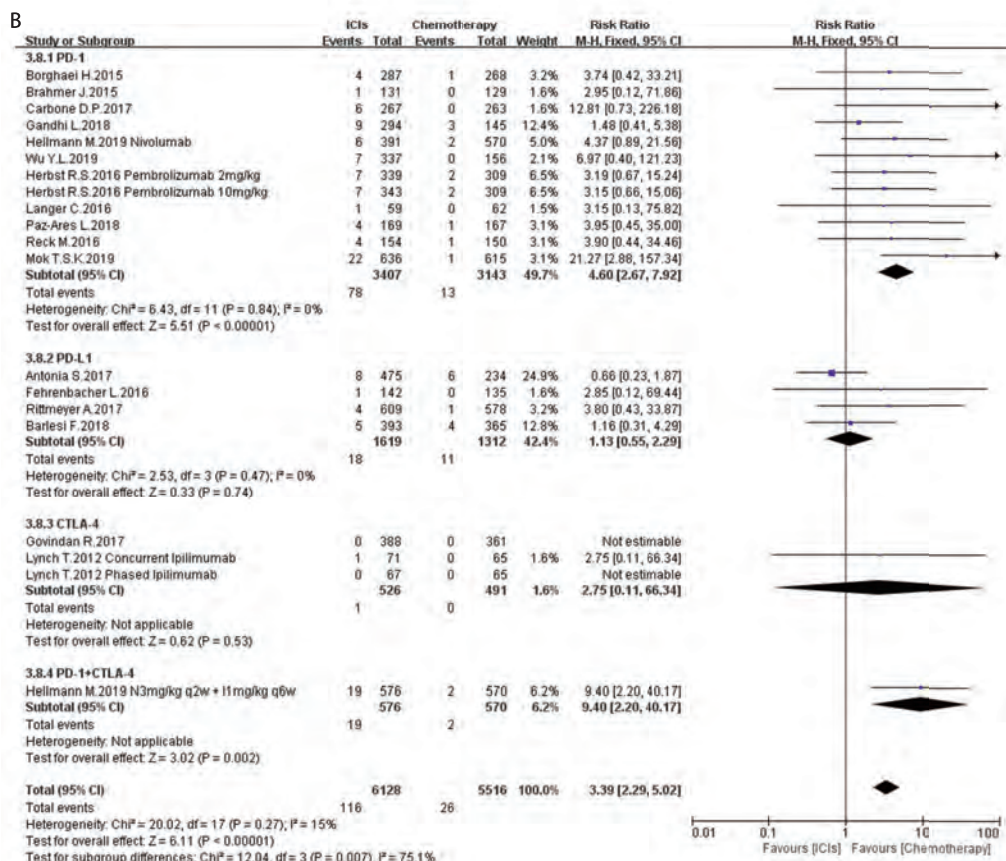 B
ICIs Chemotherapy Risk Ratio Risk Ratio
Study or Subgroup Events Total Events Total Weight M-H, Fixed, 95% CI M-H, Fixed, 95% CI
3.8.1 PD-1
Borghaei H.2015 4 287 1 268 3.2% 3.74 [0.42, 33.21]
Brahmer J.2015 1 131 0 129 1.6% 2.95 [0.12, 71.86]
Carbone D.P.2017 6 267 0 263 1.6% 12.81 [0.73, 226.18]
Gandhi L.2018 9 294 3 145 12.4% 1.48 [0.41, 5.38]
Hellmann M.2019 Nivolumab 6 391 2 570 5.0% 4.37 [0.89, 21.56]
Wu Y.L.2019 7 337 0 156 2.1% 6.97 [0.40, 121.23]
Herbst R.S.2016 Pembrolizumab 2mg/kg 7 339 2 309 6.5% 3.19 [0.67, 15.24]
Herbst R.S.2016 Pembrolizumab 10mg/kg 7 343 2 309 6.5% 3.15 [0.66, 15.06]
Langer C.2016 1 59 0 62 1.5% 3.15 [0.13, 75.82]
Paz-Ares L.2018 4 169 1 167 3.1% 3.95 [0.45, 35.00]
Reck M.2016 4 154 1 150 3.1% 3.90 [0.44, 34.46]
Mok T.S.K.2019 22 636 1 615 3.1% 21.27 [2.88, 157.34]
Subtotal (95% CI) 3407 3143 49.7% 4.60 [2.67, 7.92]
Total events 78 13
Heterogeneity: Chi² = 6.43, df = 11 (P = 0.84); I² = 0%
Test for overall effect: Z = 5.51 (P < 0.00001)
3.8.2 PD-L1
Antonia S.2017 8 475 6 234 24.9% 0.66 [0.23, 1.87]
Fehrenbacher L.2016 1 142 0 135 1.6% 2.85 [0.12, 69.44]
Rittmeyer A.2017 4 609 1 578 3.2% 3.80 [0.43, 33.87]
Barlesi F.2018 5 393 4 365 12.8% 1.16 [0.31, 4.29]
Subtotal (95% CI) 1619 1312 42.4% 1.13 [0.55, 2.29]
Total events 18 11
Heterogeneity: Chi² = 2.53, df = 3 (P = 0.47); I² = 0%
Test for overall effect: Z = 0.33 (P = 0.74)
3.8.3 CTLA-4
Govindan R.2017 0 388 0 361 Not estimable
Lynch T.2012 Concurrent Ipilimumab 1 71 0 65 1.6% 2.75 [0.11, 66.34]
Lynch T.2012 Phased Ipilimumab 0 67 0 65 Not estimable
Subtotal (95% CI) 526 491 1.6% 2.75 [0.11, 66.34]
Total events 1 0
Heterogeneity: Not applicable
Test for overall effect: Z = 0.62 (P = 0.53)
3.8.4 PD-1+CTLA-4
Hellmann M.2019 N3mg/kg q2w + I1mg/kg q6w 19 576 2 570 6.2% 9.40 [2.20, 40.17]
Subtotal (95% CI) 576 570 6.2% 9.40 [2.20, 40.17]
Total events 19 2
Heterogeneity: Not applicable
Test for overall effect: Z = 3.02 (P = 0.002)
Total (95% CI) 6128 5516 100.0% 3.39 [2.29, 5.02]
Total events 116 26
Heterogeneity: Chi² = 20.02, df = 17 (P = 0.27); I² = 15%
Test for overall effect: Z = 6.11 (P < 0.00001)
Test for subgroup differences: Chi² = 12.04, df = 3 (P = 0.007), I² = 75.1%
0.01 0.1 1 10 100
Favours [ICIs] Favours [Chemotherapy]